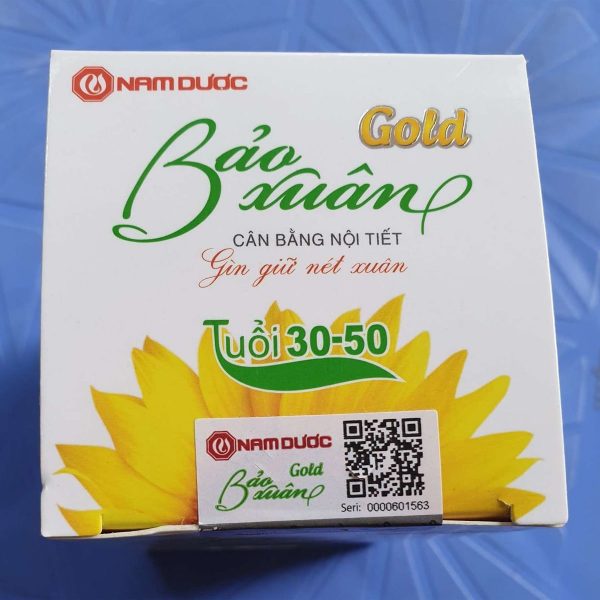 NAM DƯỢC
Gold
Bảo
xuân
CÂN BẰNG NỘI TIẾT
Gìn giữ nét xuân
Tuổi 30-50
NAM DƯỢC
Gold
Bảo
xuân
Seri: 0000601563